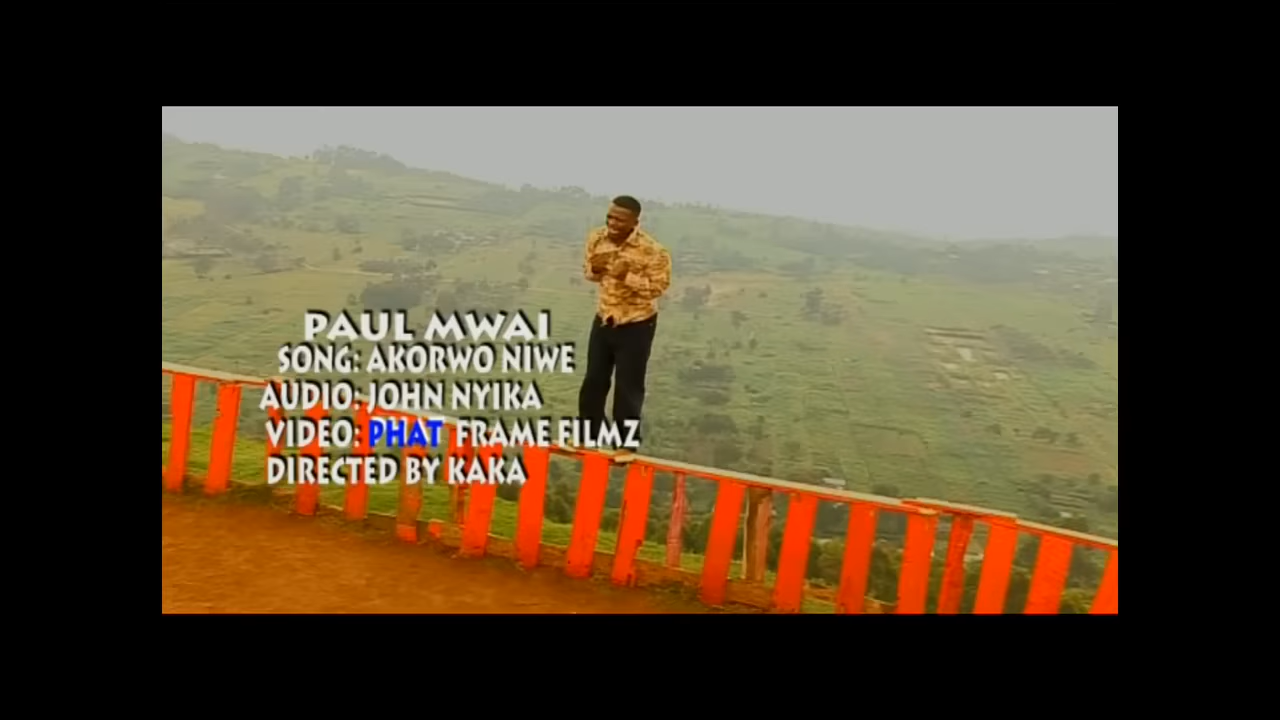 PAUL MWAI
SONG: AKORWO NIWE
AUDIO: JOHN NYIKA
VIDEO: PHAT FRAME FILMZ
DIRECTED BY KAKA